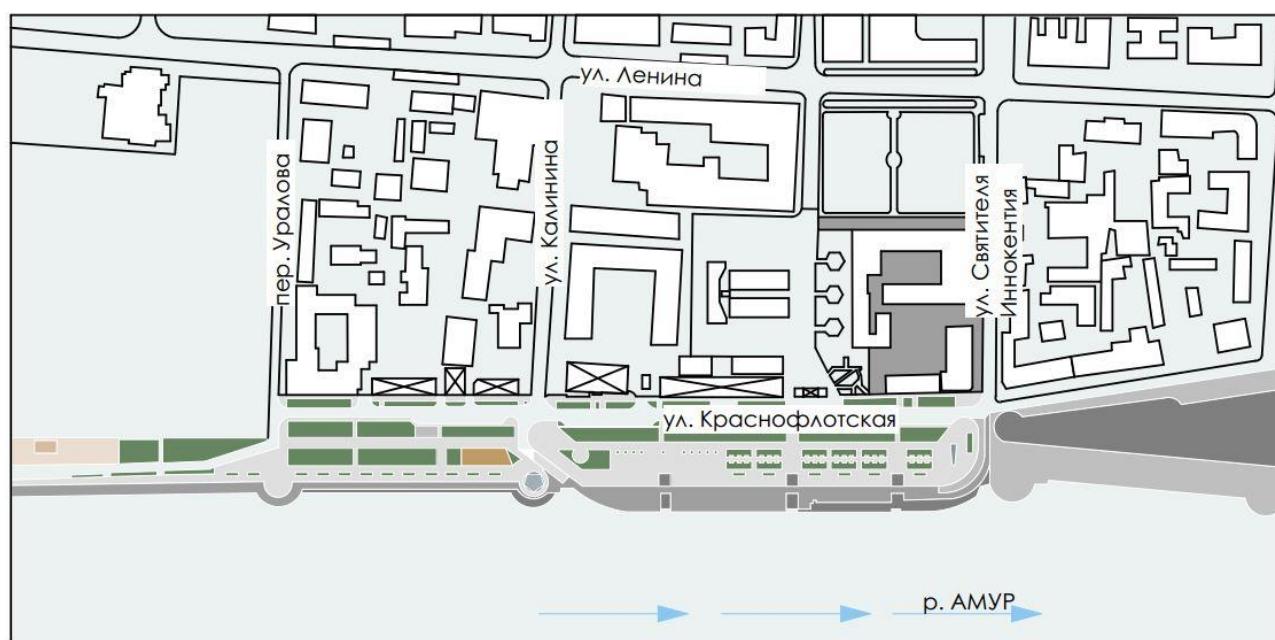 ул. Ленина
пер. Уралова
ул. Калинина
ул. Святителя
Иннокентия
ул. Краснофлотская
р. АМУР